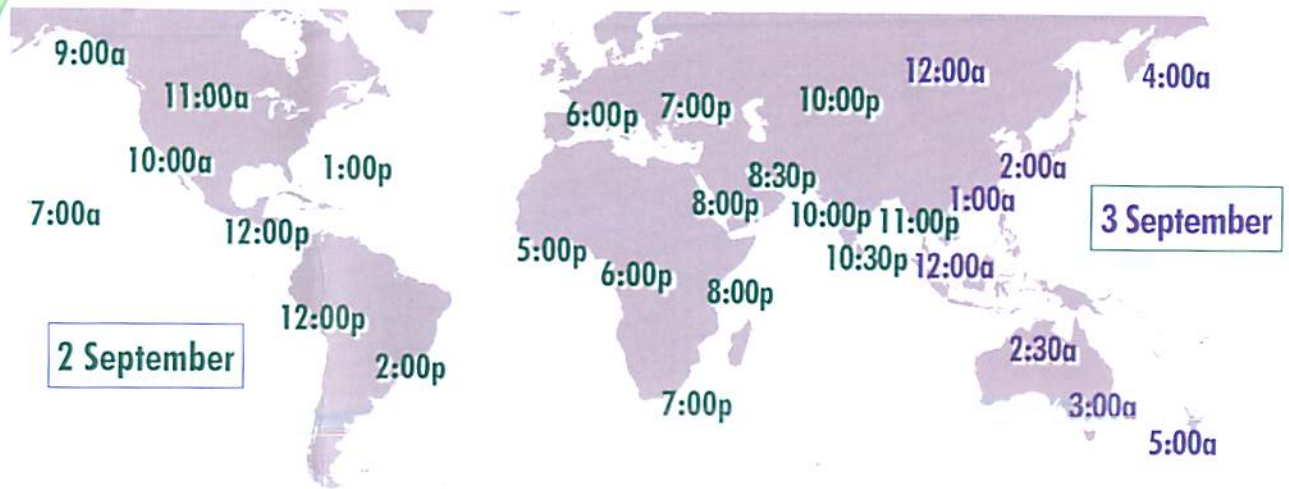 9:00a
12:00a
4:00a
11:00a
6:00p
7:00p
10:00p
10:00a
1:00p
2:00a
8:30p
7:00a
12:00p
8:00p
10:00p
11:00p
1:00a
3 September
5:00p
6:00p
10:30p
12:00a
8:00p
12:00p
2 September
2:00p
2:30a
7:00p
3:00a
5:00a